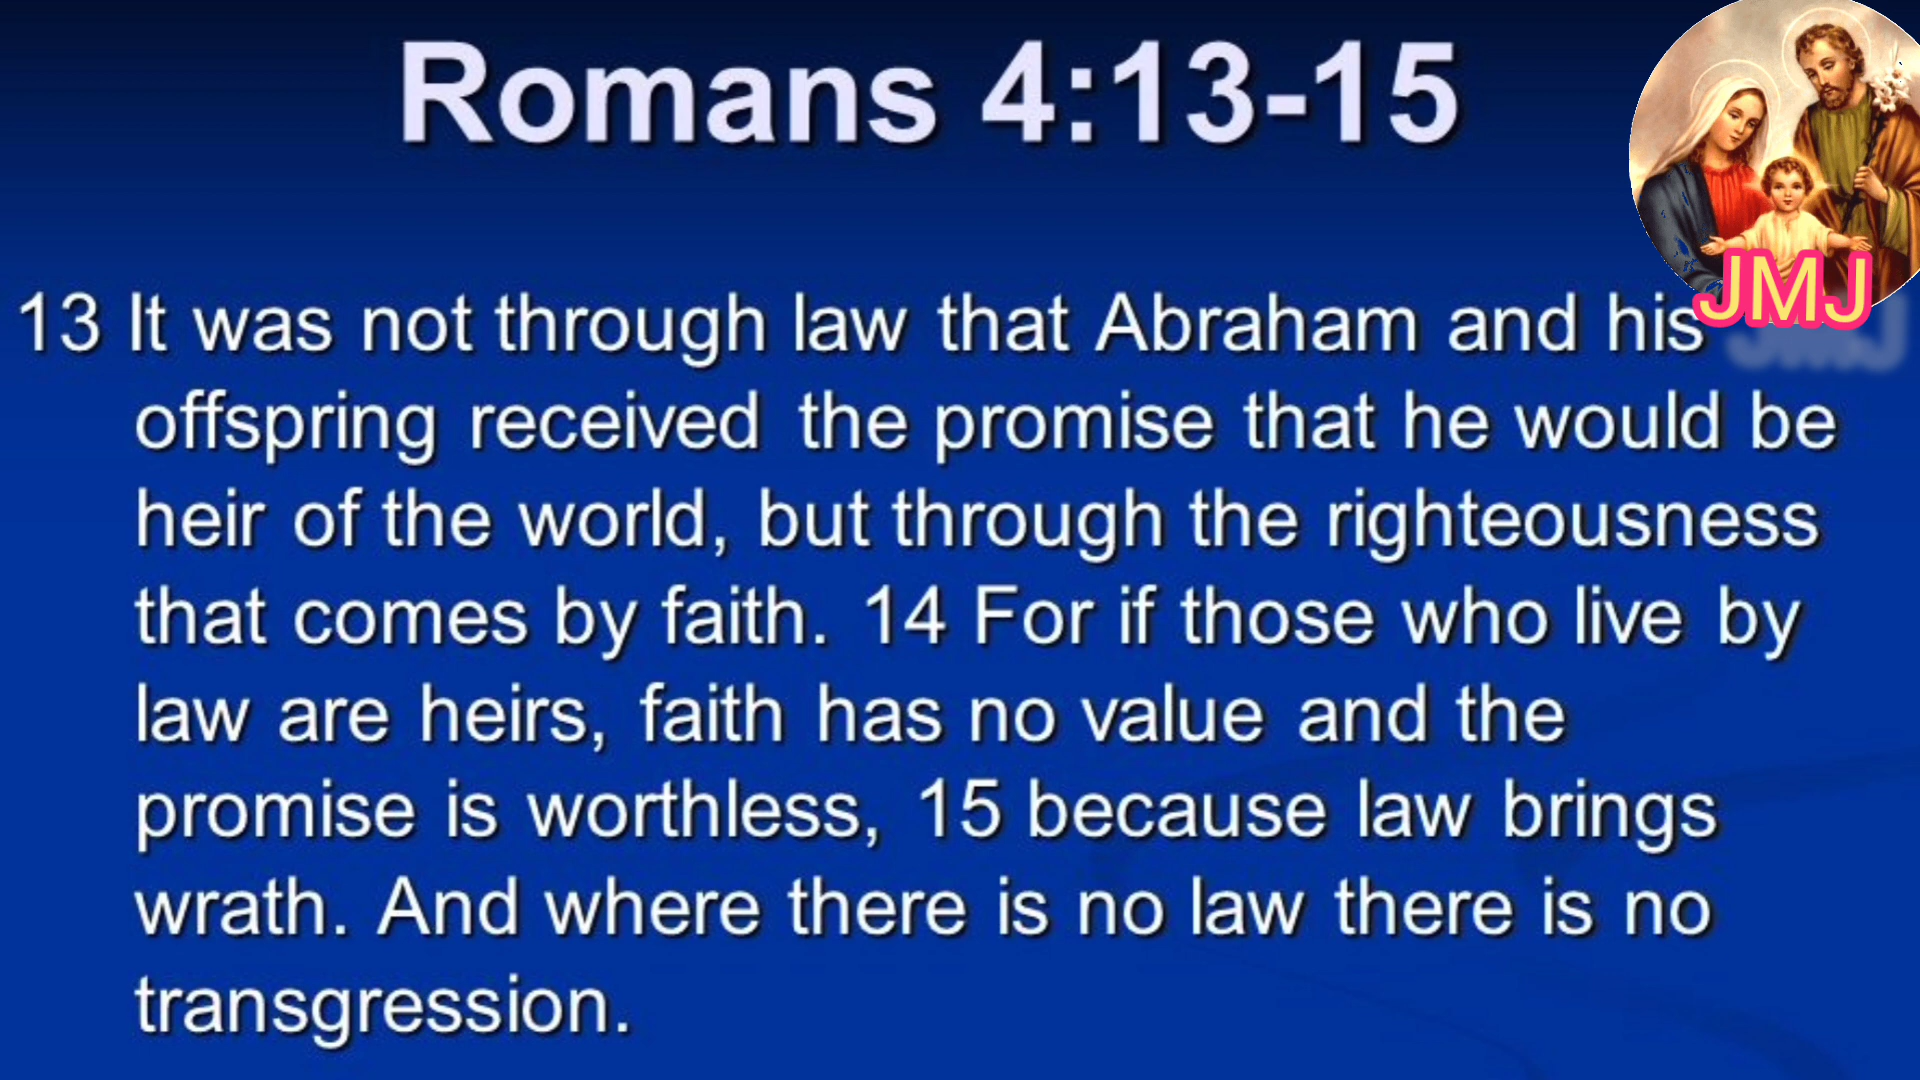 Romans 4:13-15
JMJ
13 It was not through law that Abraham and his
offspring received the promise that he would be
heir of the world, but through the righteousness
that comes by faith. 14 For if those who live by
law are heirs, faith has no value and the
promise is worthless, 15 because law brings
wrath. And where there is no law there is no
transgression.